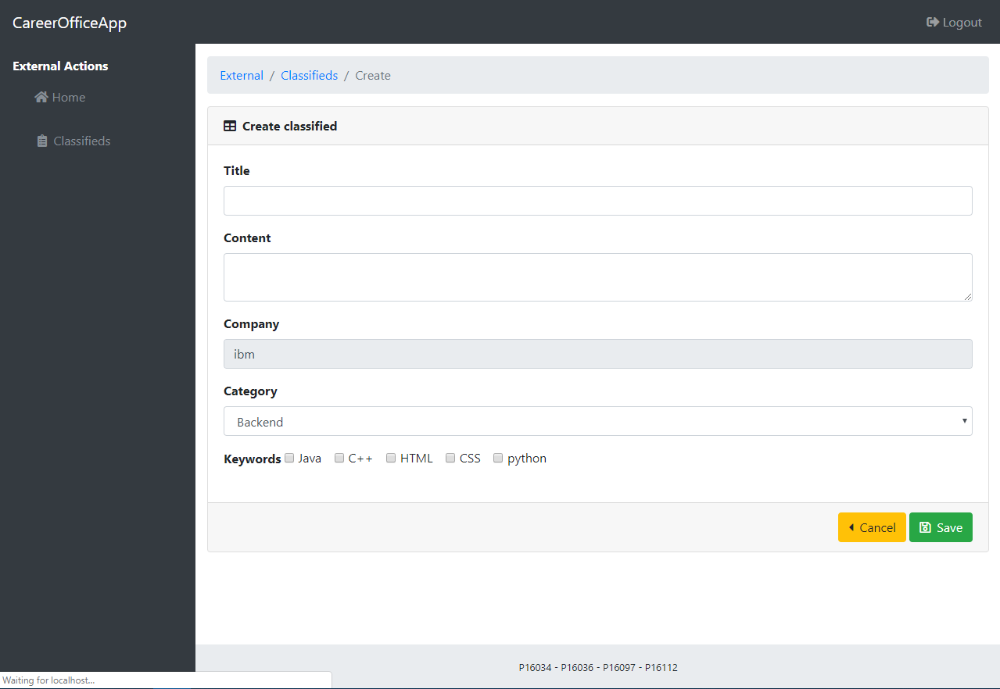 CareerOfficeApp
Logout
External Actions
Home
Classifieds
External / Classifieds / Create
Create classified
Title
Content
Company
ibm
Category
Backend
Keywords Java C++ HTML CSS python
Cancel Save
P16034 - P16036 - P16097 - P16112
Waiting for localhost...